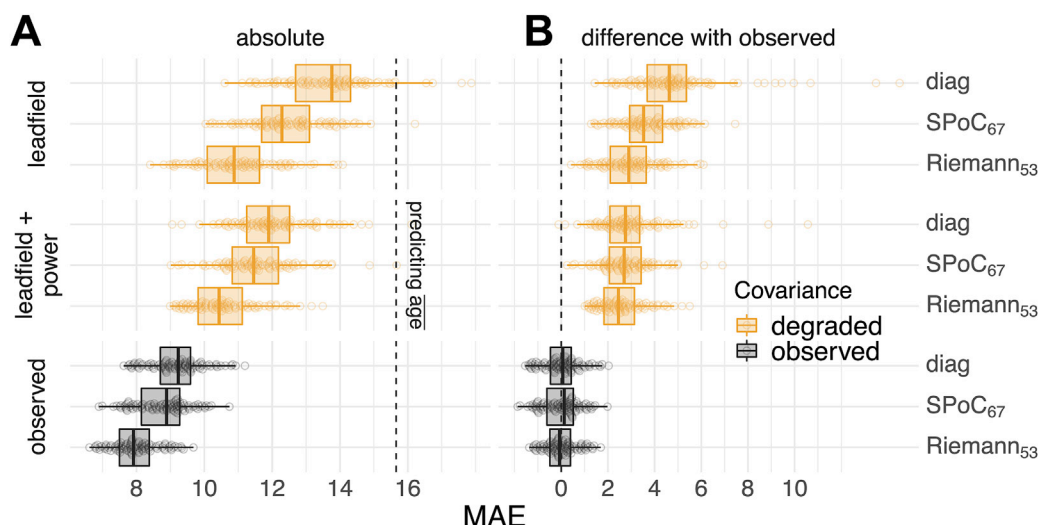 A
B
absolute
difference with observed
leadfield
diag
SPoC67
Riemann53
leadfield +
power
diag
SPoC67
Riemann53
predicting age
Covariance
degraded
observed
observed
diag
SPoC67
Riemann53
8 10 12 14 16
0 2 4 6 8 10
MAE